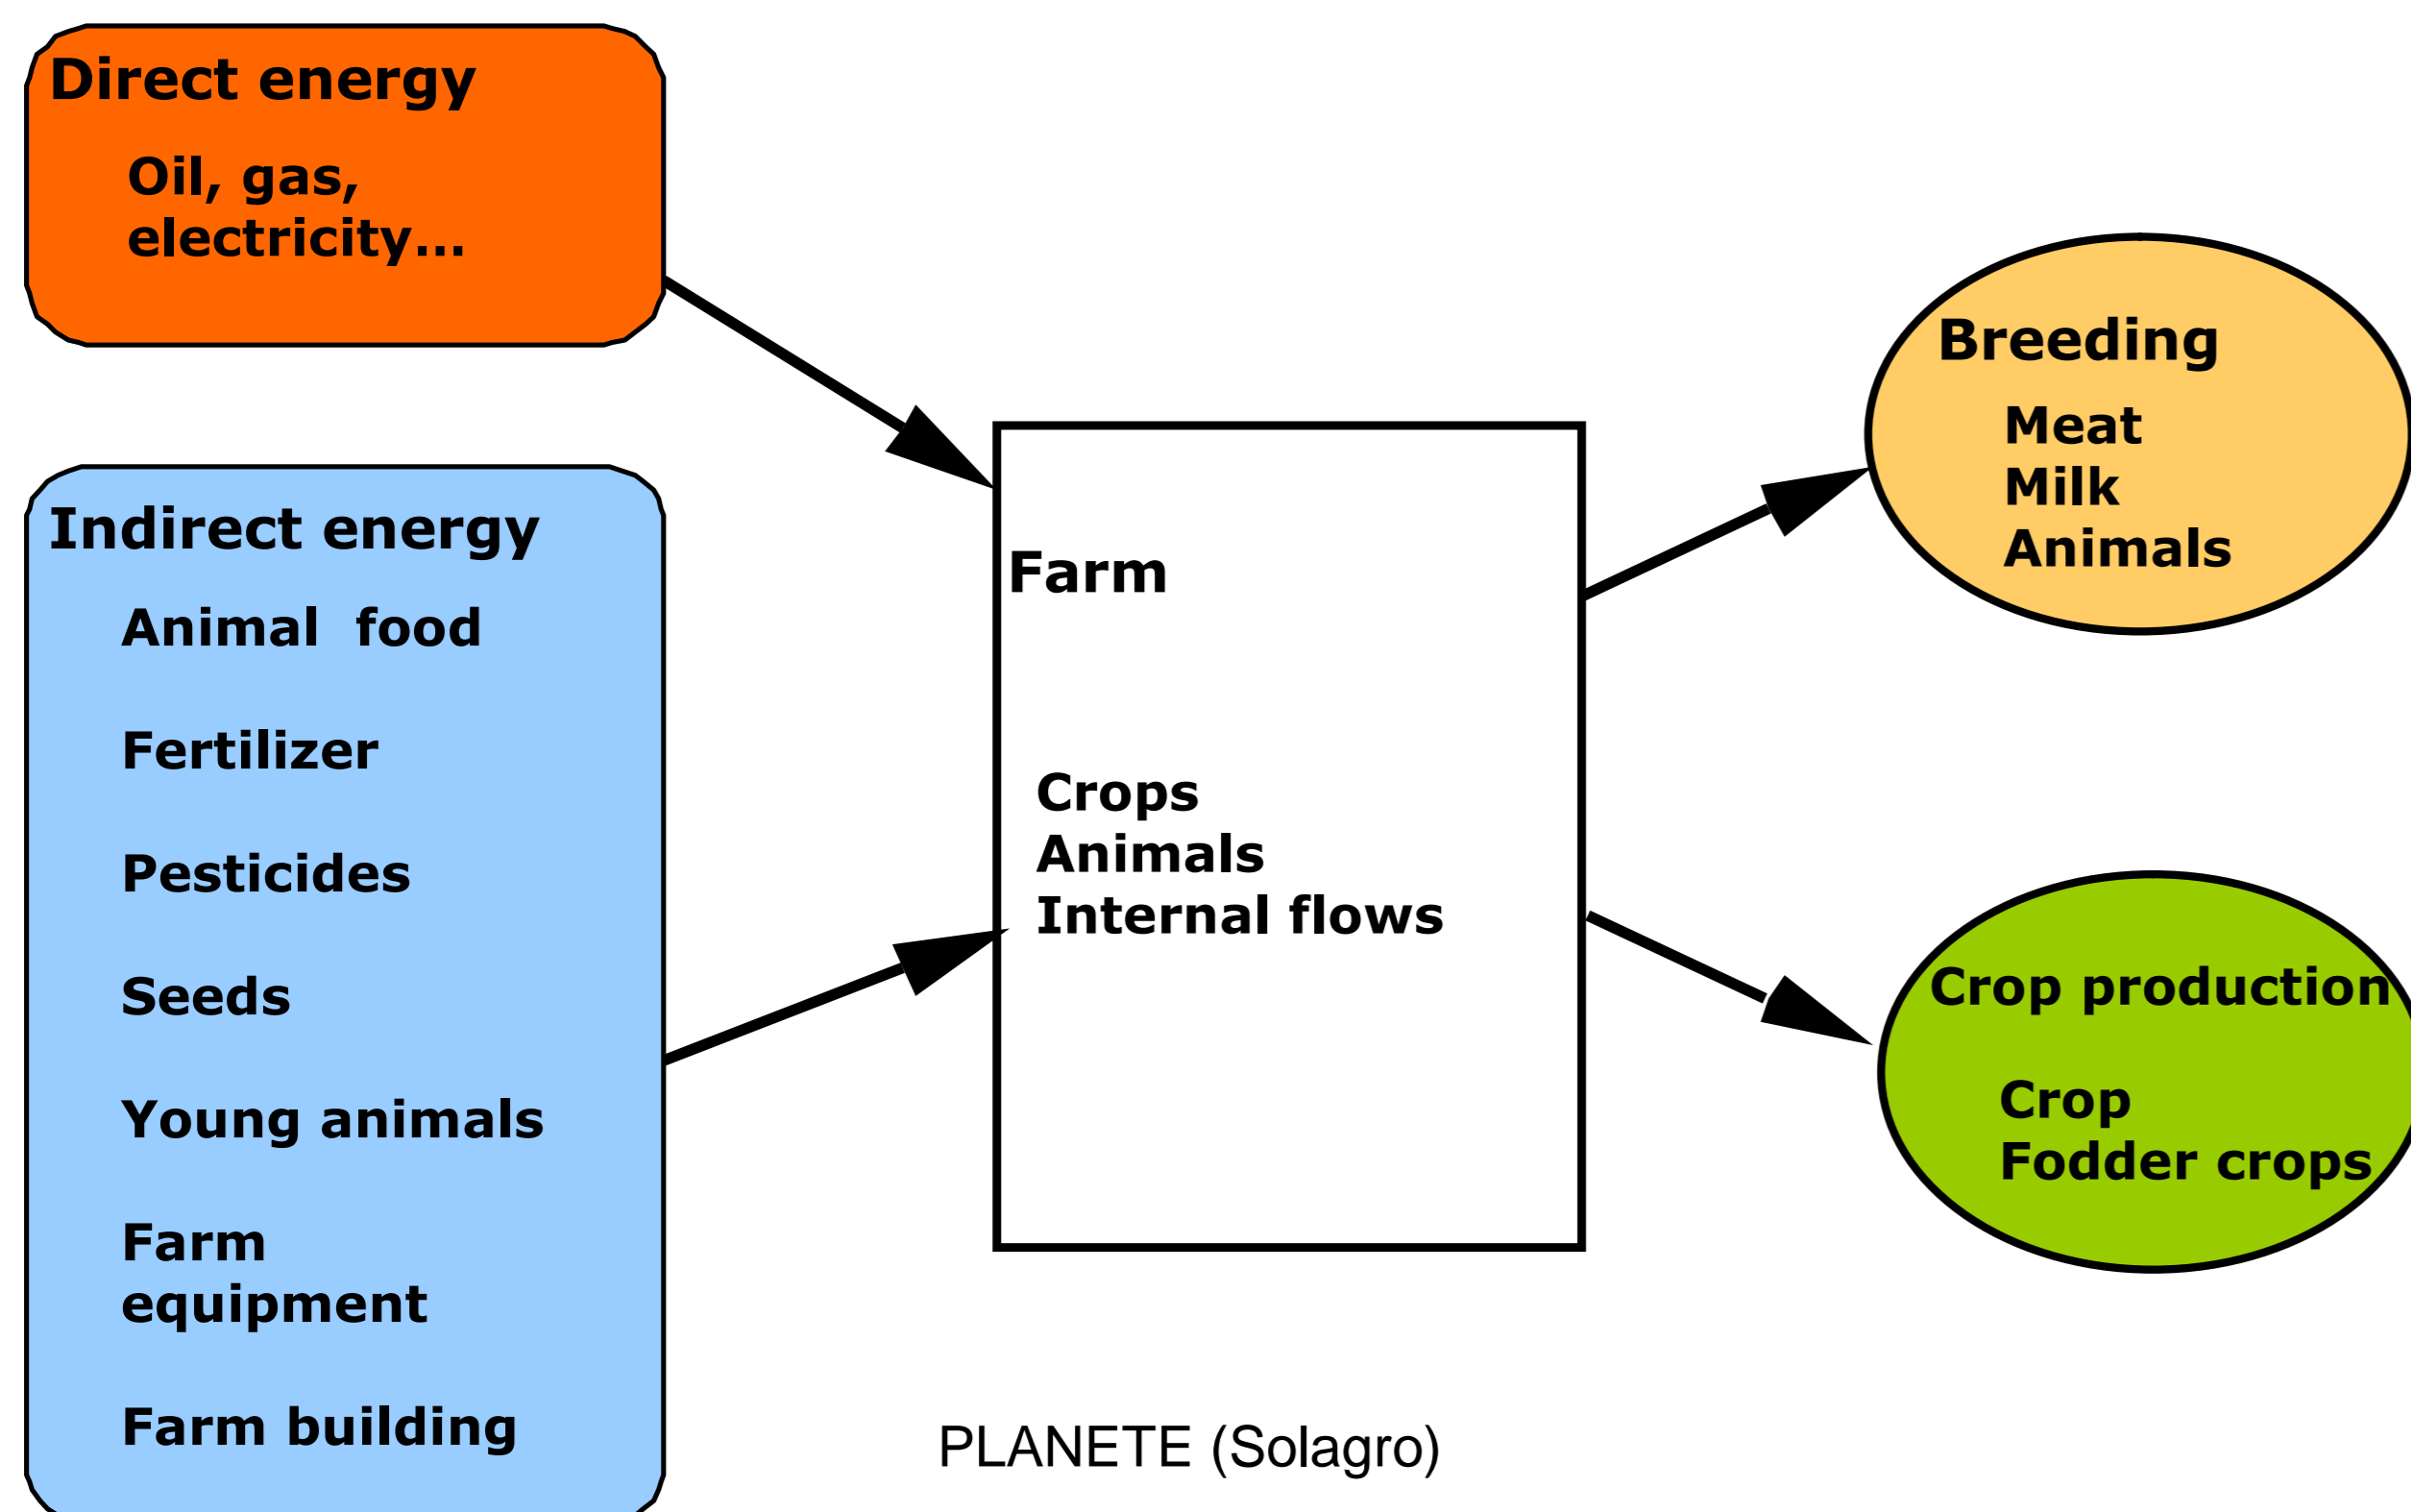 Direct energy
Oil, gas,
electricity...
Indirect energy
Animal  food
Fertilizer
Pesticides
Seeds
Young animals
Farm
equipment
Farm building
Farm
Crops
Animals
Internal flows
Breeding
Meat
Milk
Animals
Crop production
Crop
Fodder crops
PLANETE (Solagro)